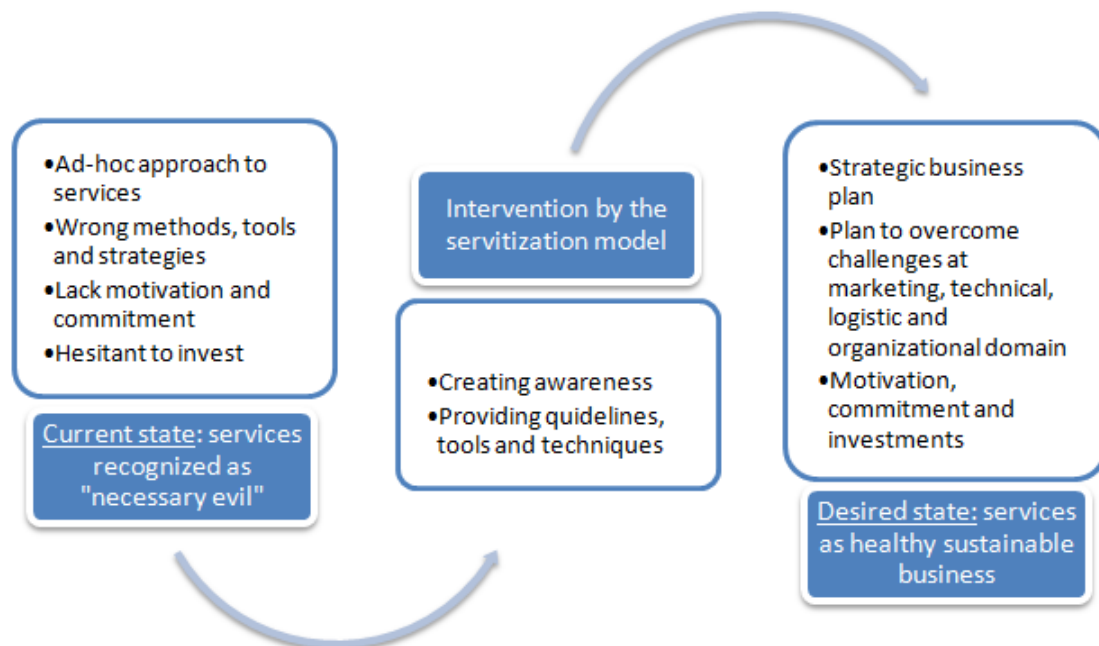 •Ad-hoc approach to
services
•Wrong methods, tools
and strategies
•Lack motivation and
commitment
•Hesitant to invest
Current state: services
recognized as
"necessary evil"
Intervention by the
servitization model
•Creating awareness
•Providing quidelines,
tools and techniques
•Strategic business
plan
•Plan to overcome
challenges at
marketing, technical,
logistic and
organizational domain
•Motivation,
commitment and
investments
Desired state: services
as healthy sustainable
business